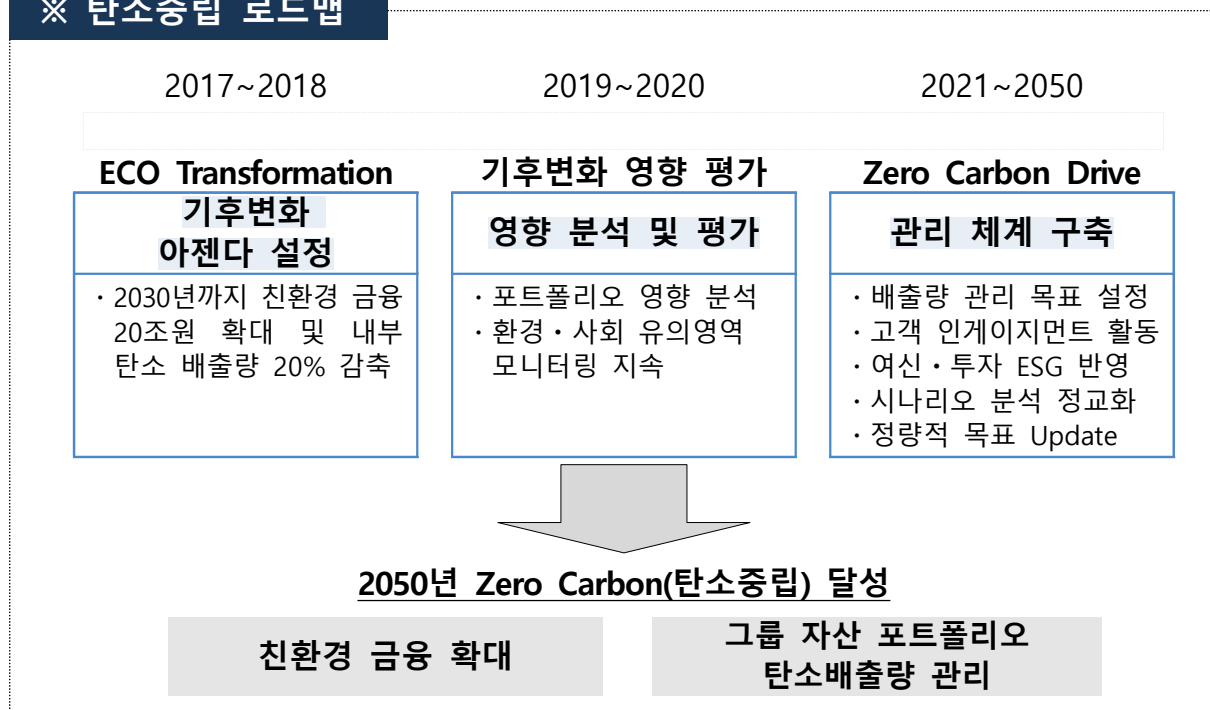 ※ 탄소중립 로드맵
2017~2018
2019~2020
2021~2050
ECO Transformation
기후변화
아젠다 설정
· 2030년까지 친환경 금융
20조원 확대 및 내부
탄소 배출량 20% 감축
기후변화 영향 평가
영향 분석 및 평가
· 포트폴리오 영향 분석
· 환경·사회 유의영역
모니터링 지속
Zero Carbon Drive
관리 체계 구축
· 배출량 관리 목표 설정
· 고객 인게이지먼트 활동
· 여신·투자 ESG 반영
· 시나리오 분석 정교화
· 정량적 목표 Update
2050년 Zero Carbon(탄소중립) 달성
친환경 금융 확대
그룹 자산 포트폴리오
탄소배출량 관리